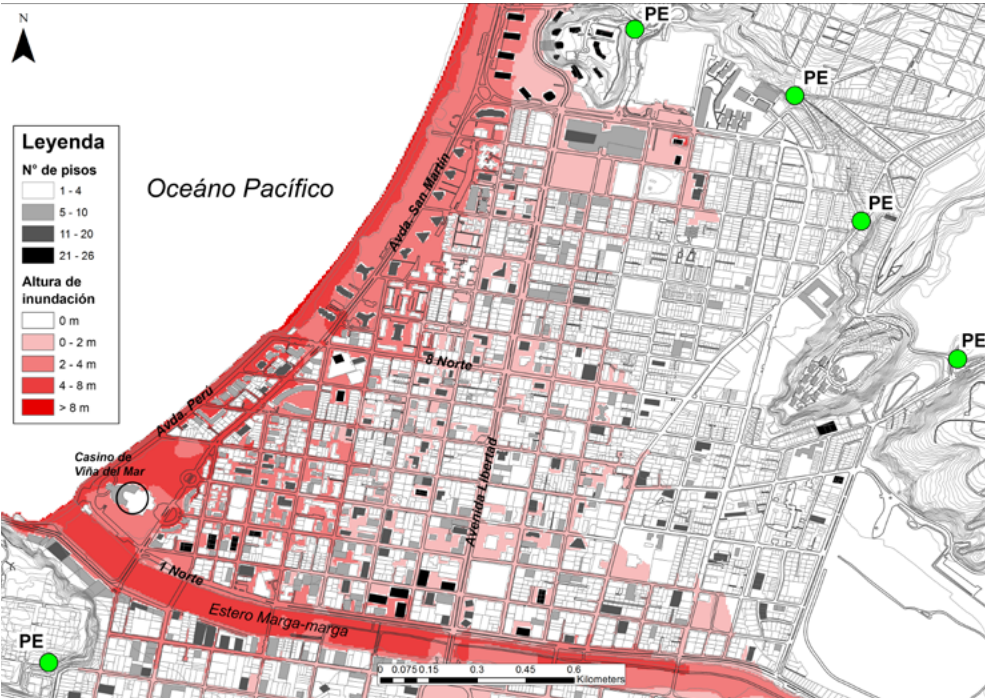 N
PE
PE
Leyenda
N° de pisos
1 - 4
5 - 10
11 - 20
21 - 26
Altura de
inundación
0 m
0 - 2 m
2 - 4 m
4 - 8 m
> 8 m
Oceáno Pacífico
Avda. San Martín
PE
PE
8 Norte
Avda. Perú
Casino de
Viña del Mar
Avenida Libertad
1 Norte
Estero Marga-marga
PE
0 0.075 0.15 0.3 0.45 0.6
Kilometers